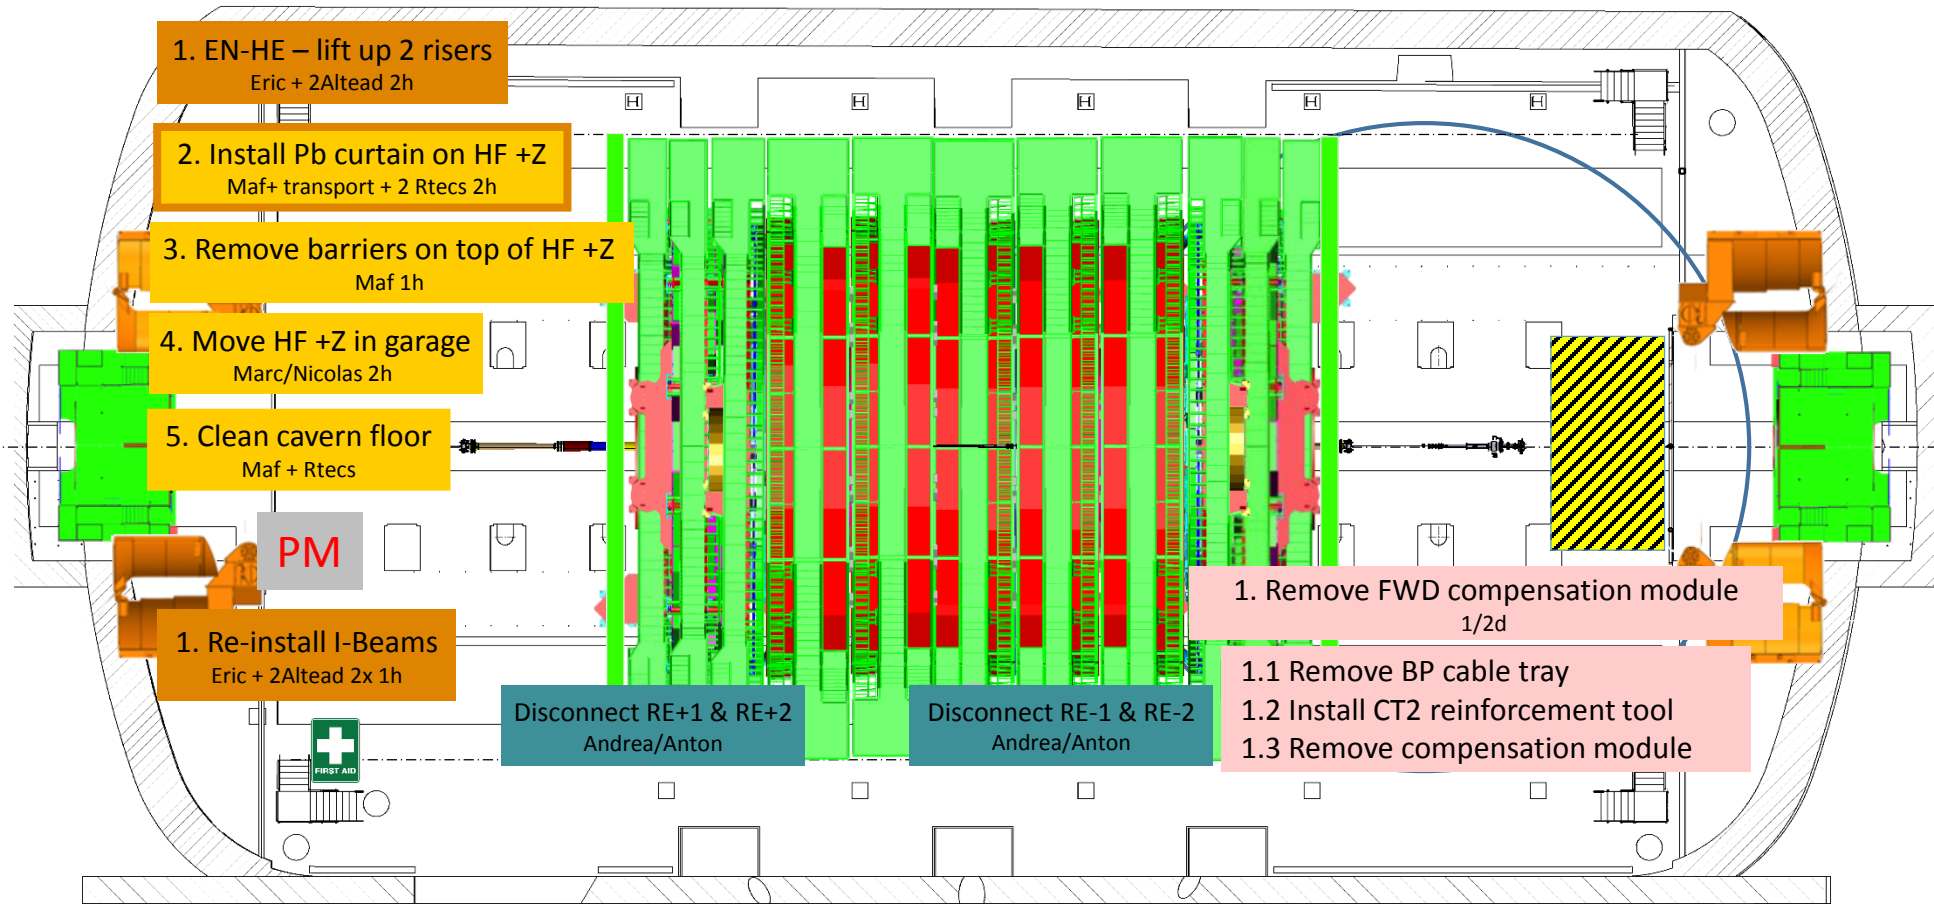 1. EN-HE – lift up 2 risers
Eric + 2Altead 2h
2. Install Pb curtain on HF +Z
Maf+ transport + 2 Rtecs 2h
3. Remove barriers on top of HF +Z
Maf 1h
4. Move HF +Z in garage
Marc/Nicolas 2h
5. Clean cavern floor
Maf + Rtecs
PM
1. Re-install I-Beams
Eric + 2Altead 2x 1h
FIRST AID
Disconnect RE+1 & RE+2
Andrea/Anton
Disconnect RE-1 & RE-2
Andrea/Anton
1. Remove FWD compensation module
1/2d
1.1 Remove BP cable tray
1.2 Install CT2 reinforcement tool
1.3 Remove compensation module
H
H
H
H
H